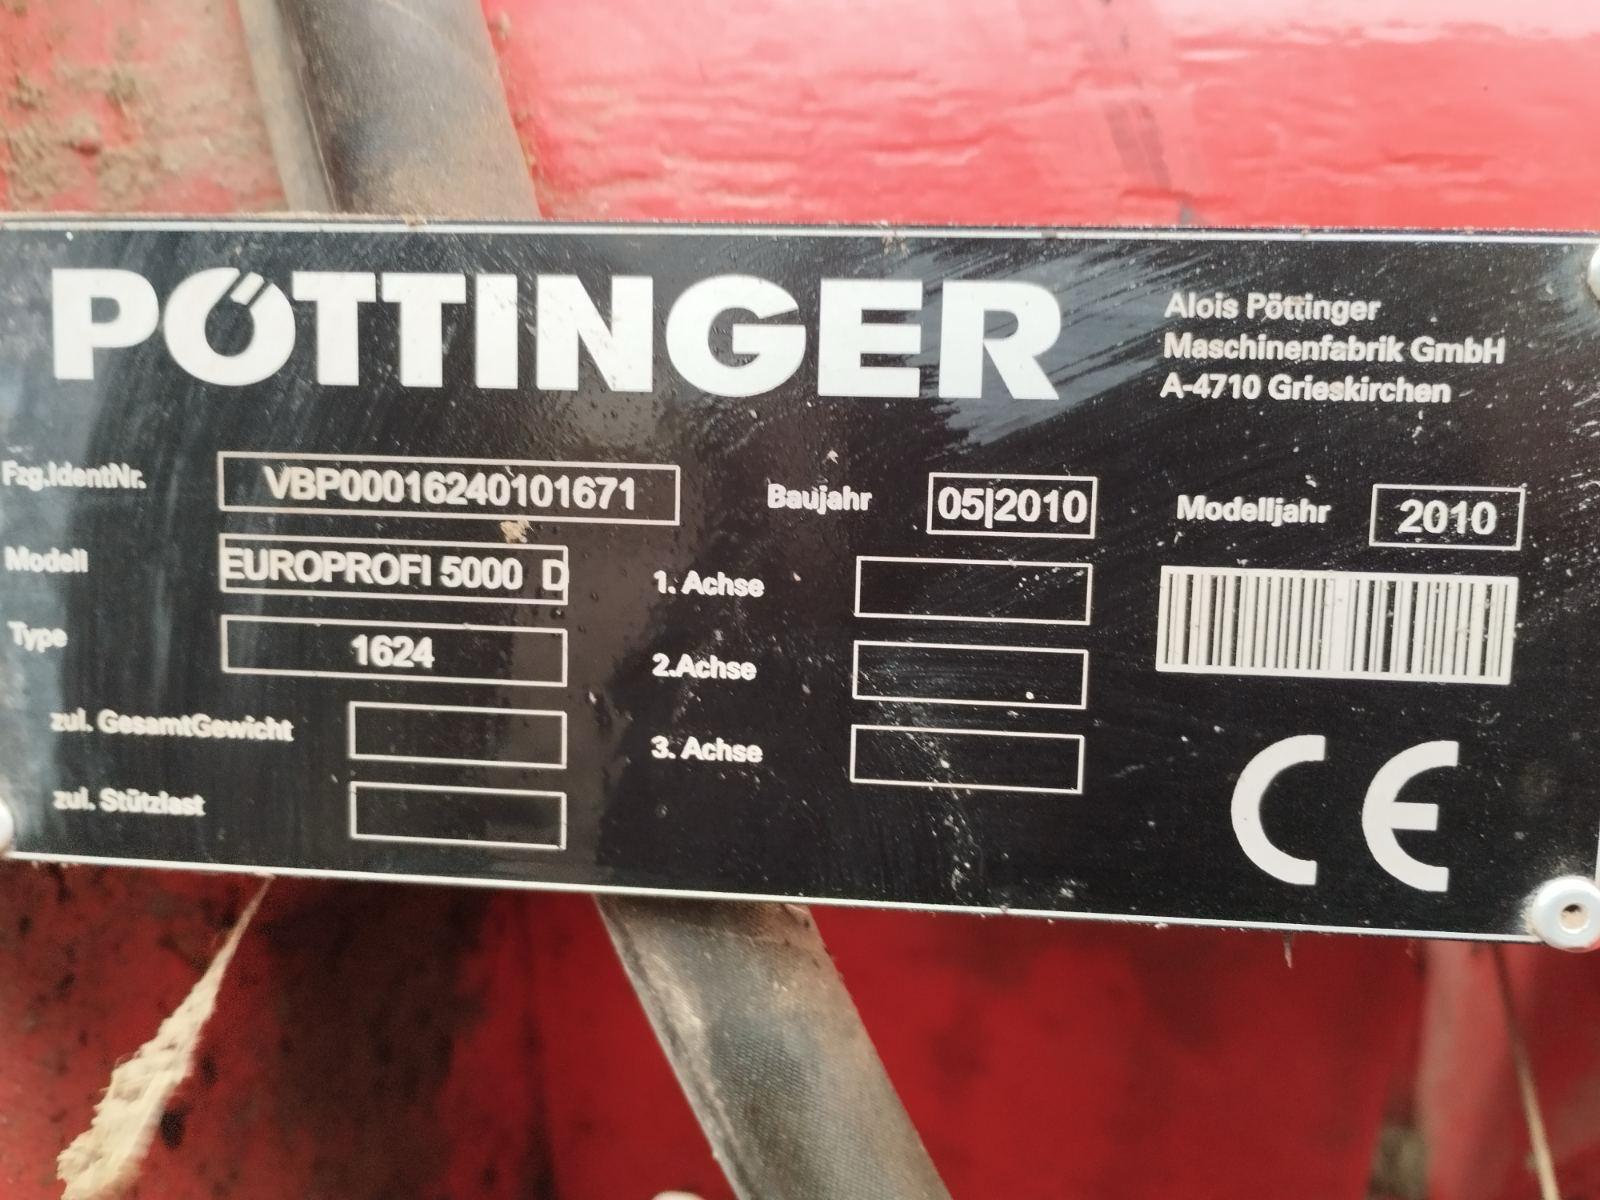 PÖTTINGER
Alois Pöttinger
Maschinenfabrik GmbH
A-4710 Grieskirchen
Fzg.IdentNr. VBP00016240101671 Baujahr 05|2010 Modelljahr 2010
Modell EUROPROFI 5000 D 1. Achse
Type 1624 2.Achse
zul. GesamtGewicht 3. Achse
zul. Stützlast
CE